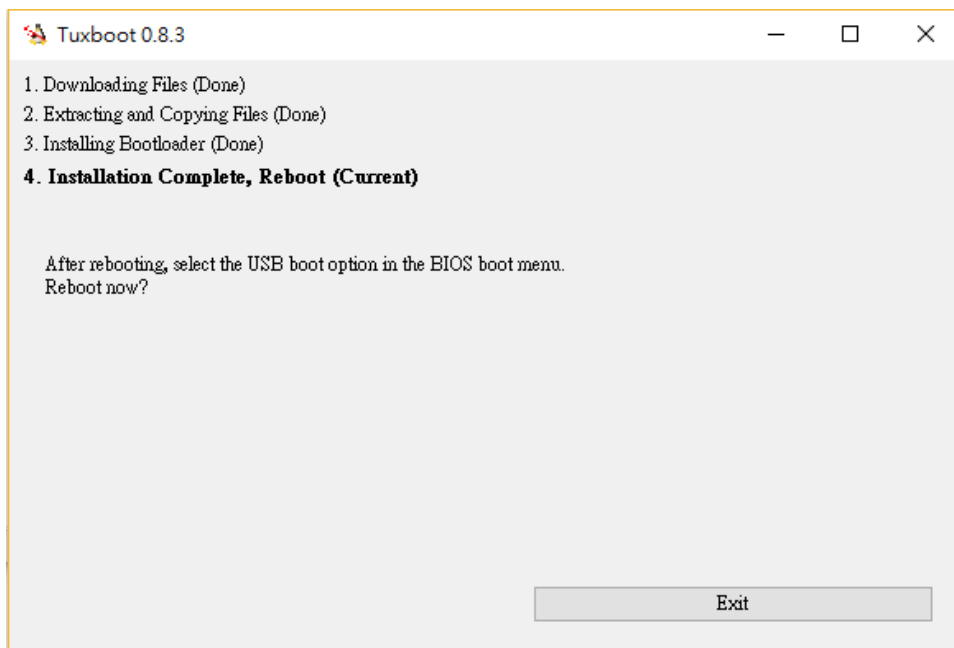 Tuxboot 0.8.3
1. Downloading Files (Done)
2. Extracting and Copying Files (Done)
3. Installing Bootloader (Done)
4. Installation Complete, Reboot (Current)
After rebooting, select the USB boot option in the BIOS boot menu.
Reboot now?
Exit